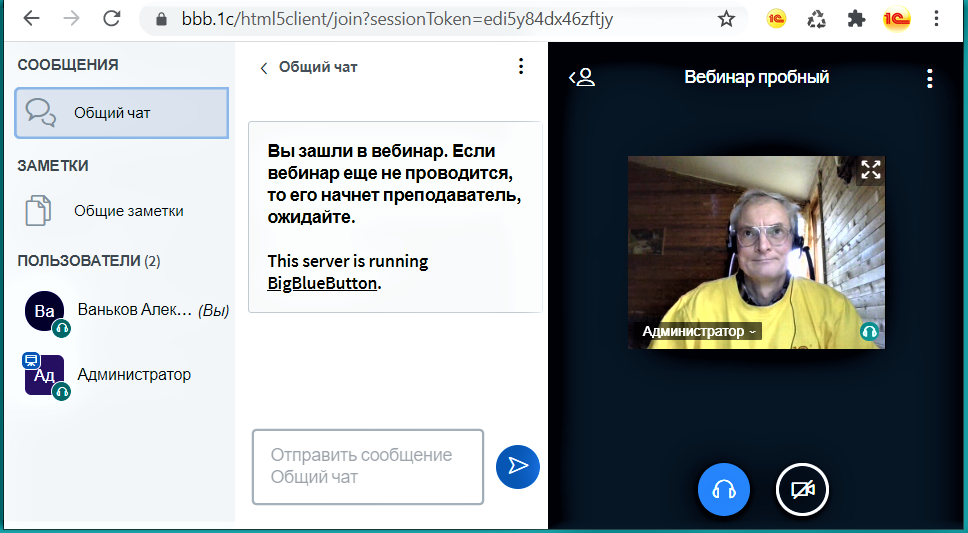 bbb.1c/html5client/join?sessionToken=edi5y84dx46zftjy
СООБЩЕНИЯ
Общий чат
ЗАМЕТКИ
Общие заметки
ПОЛЬЗОВАТЕЛИ (2)
Ва
Ваньков Алек… (Вы)
Ад
Администратор
Общий чат
Вы зашли в вебинар. Если
вебинар еще не проводится,
то его начнет преподаватель,
ожидайте.
This server is running
BigBlueButton.
Отправить сообщение
Общий чат
Вебинар пробный
Администратор